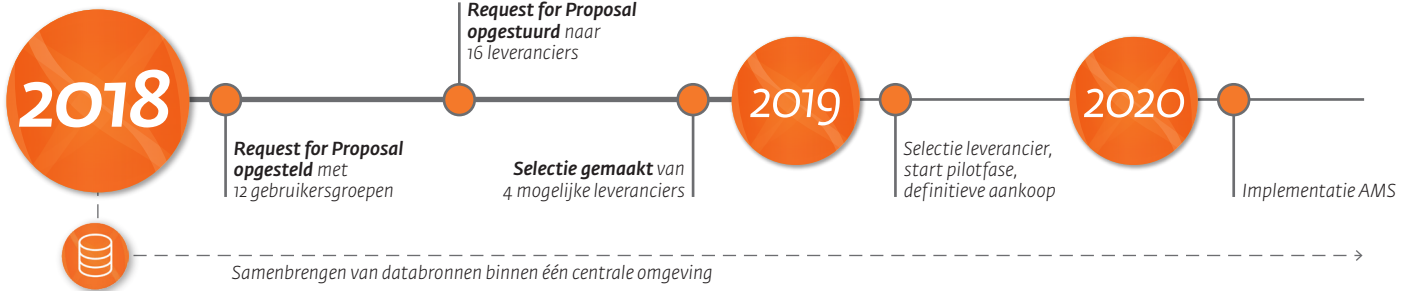 2018
Request for Proposal
opgesteld met
12 gebruikersgroepen
Request for Proposal
opgestuurd naar
16 leveranciers
Selectie gemaakt van
4 mogelijke leveranciers
2019
Selectie leverancier,
start pilotfase,
definitieve aankoop
2020
Implementatie AMS
Samenbrengen van databronnen binnen één centrale omgeving